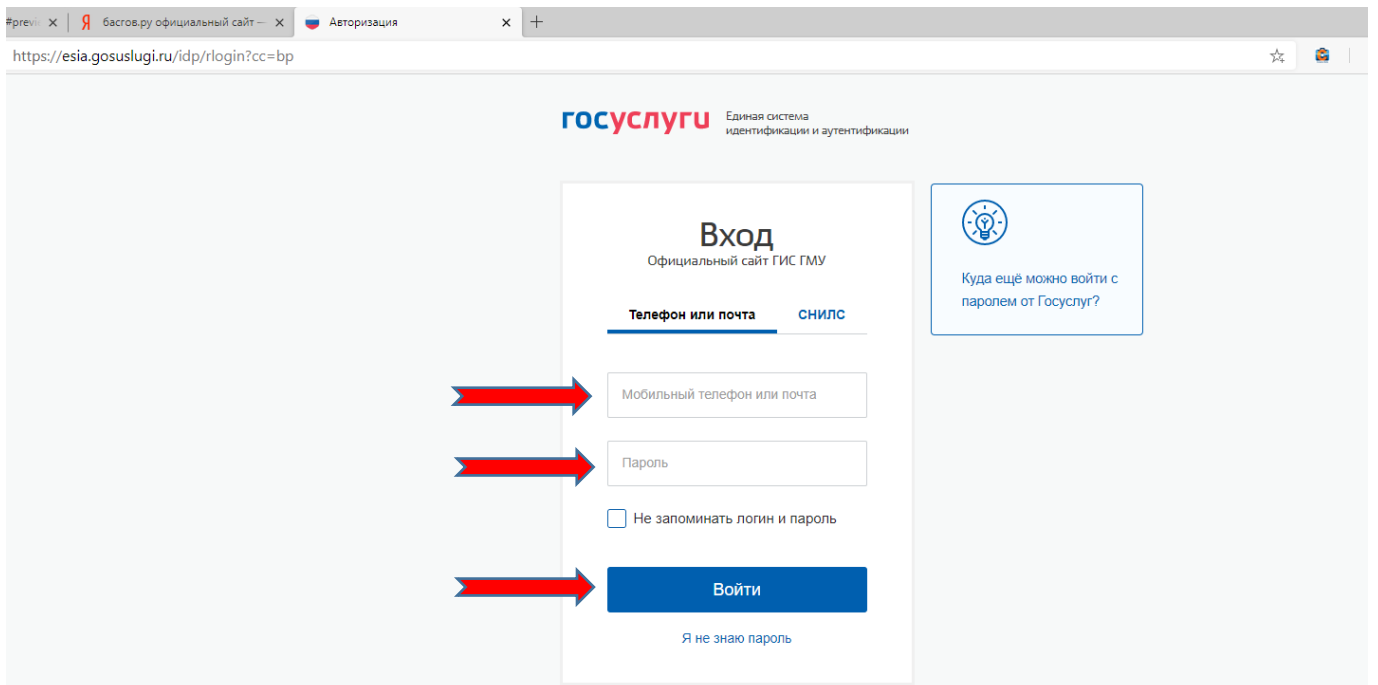 #previ
Я басгов.ру официальный сайт —
Авторизация
https://esia.gosuslugi.ru/idp/rlogin?cc=bp
госуслуги
Единая система
идентификации и аутентификации
Вход
Официальный сайт ГИС ГМУ
Телефон или почта СНИЛС
Мобильный телефон или почта
Пароль
Не запоминать логин и пароль
Войти
Я не знаю пароль
Куда ещё можно войти с
паролем от Госуслуг?